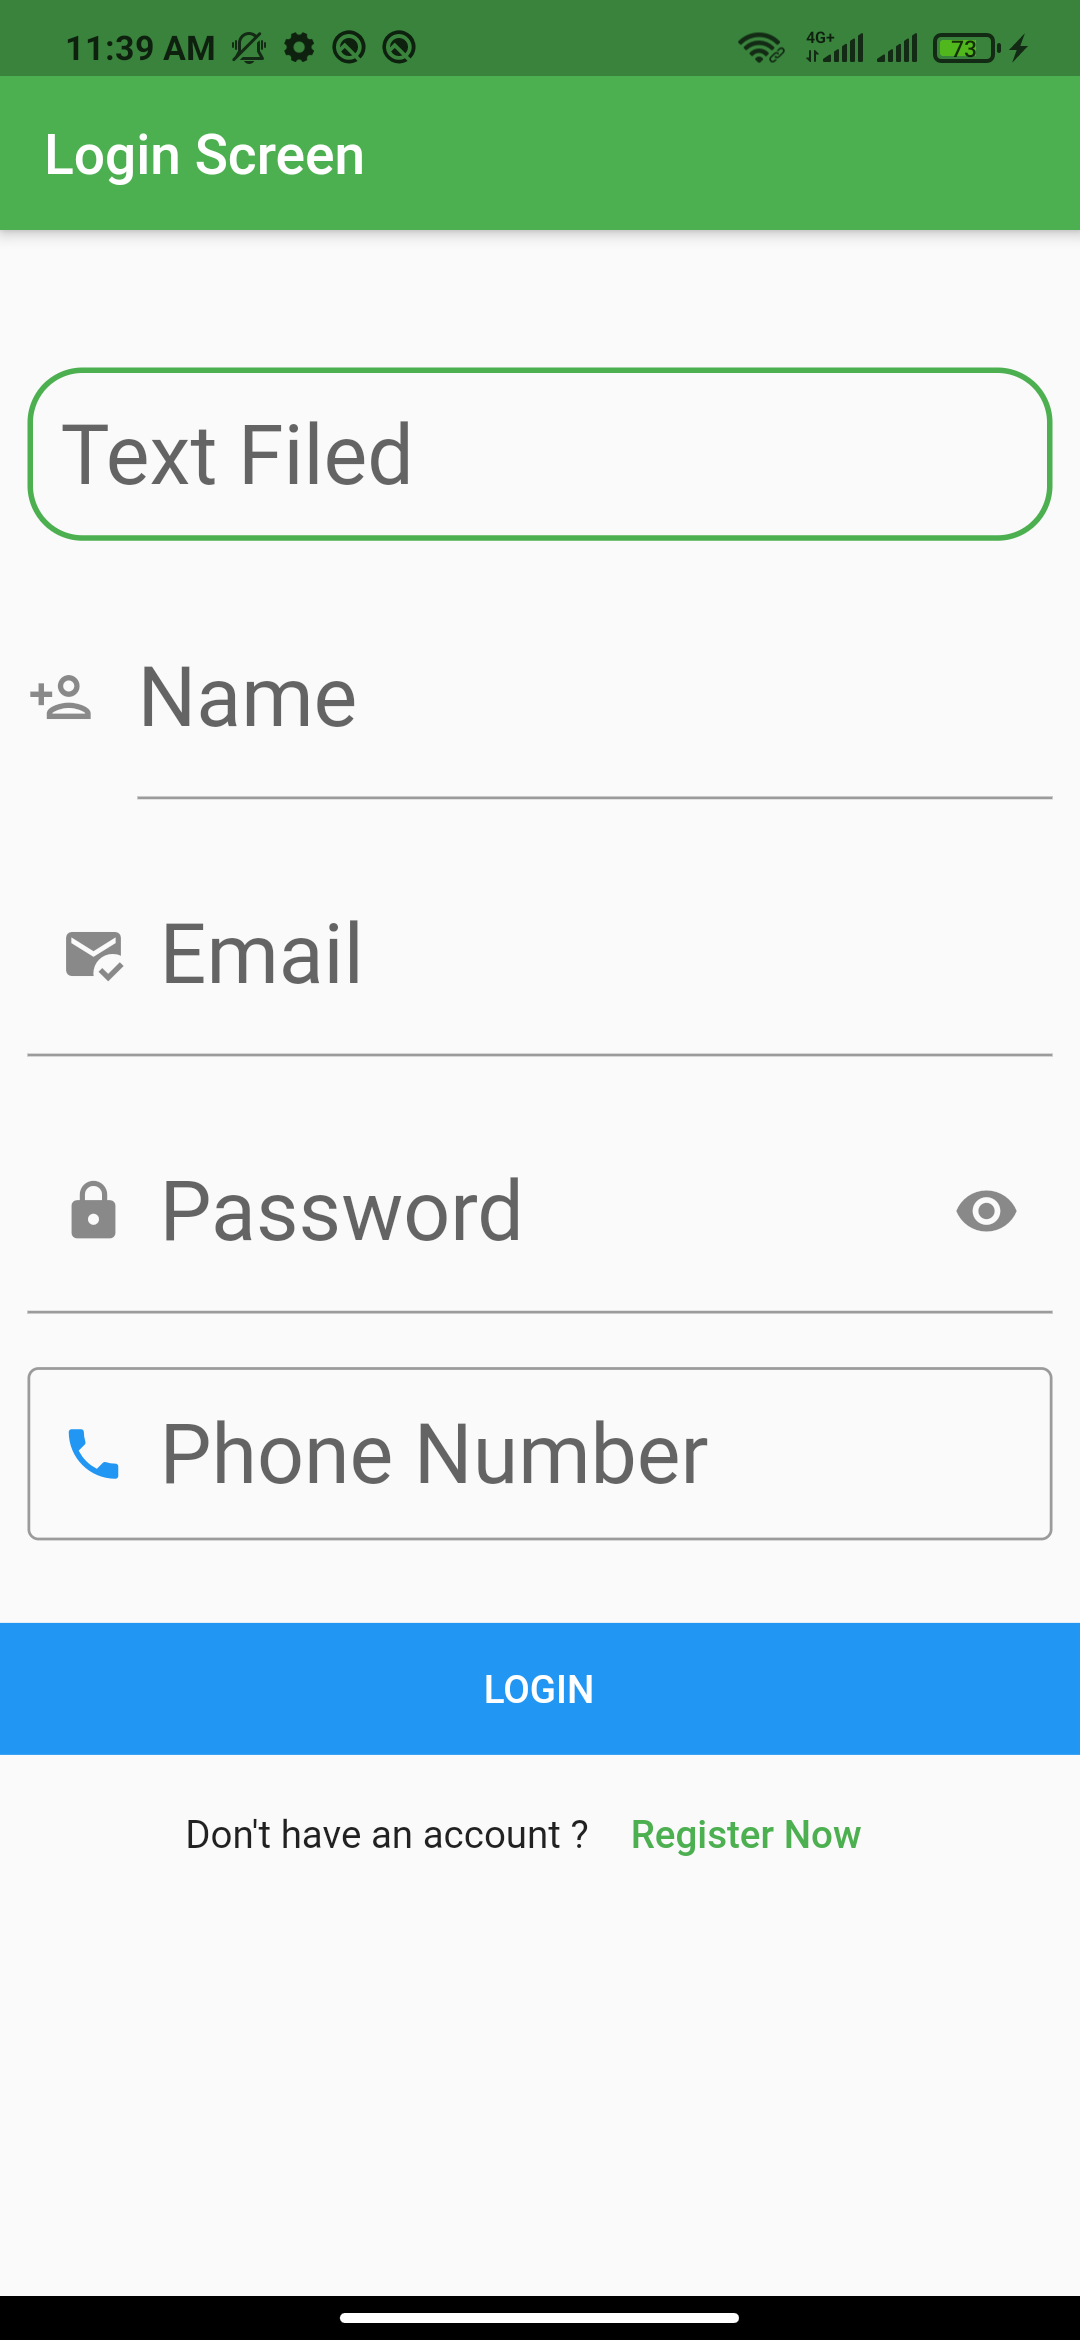 11:39 AM 4G+ 73
Login Screen
Text Filed
Name
Email
Password
Phone Number
LOGIN
Don't have an account ? Register Now